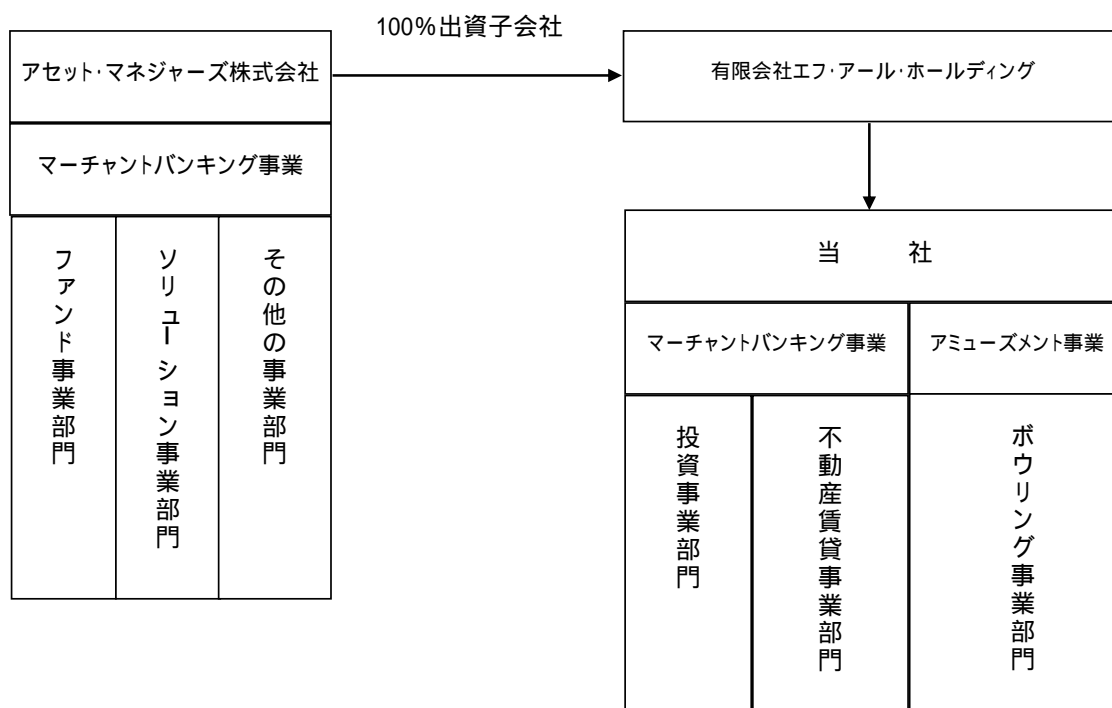 100%出資子会社
アセット･マネジャーズ株式会社
有限会社エフ･アール･ホールディング
マーチャントバンキング事業
ファンド事業部門
ソリューション事業部門
その他の事業部門
当　　社
マーチャントバンキング事業
アミューズメント事業
投資事業部門
不動産賃貸事業部門
ボウリング事業部門